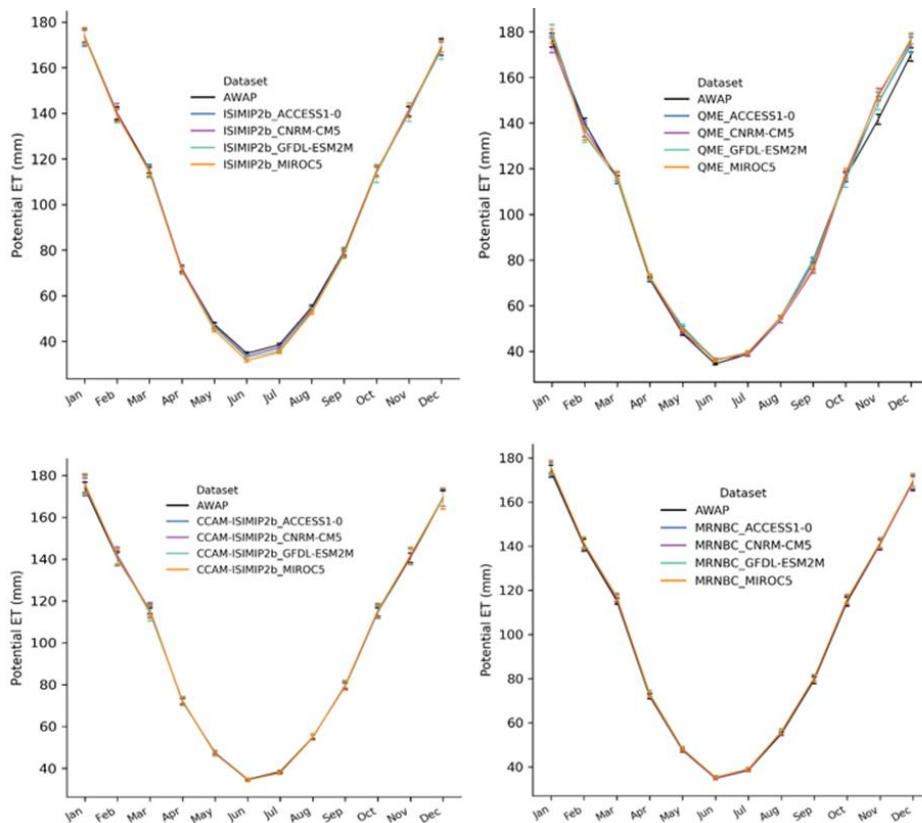 180
160
140
120
100
80
60
40
Potential ET (mm)
Dataset
AWAP
ISIMIP2b_ACCESS1-0
ISIMIP2b_CNRM-CM5
ISIMIP2b_GFDL-ESM2M
ISIMIP2b_MIROC5
Jan Feb Mar Apr May Jun Jul Aug Sep Oct Nov Dec
180
160
140
120
100
80
60
40
Potential ET (mm)
Dataset
AWAP
QME_ACCESS1-0
QME_CNRM-CM5
QME_GFDL-ESM2M
QME_MIROC5
Jan Feb Mar Apr May Jun Jul Aug Sep Oct Nov Dec
180
160
140
120
100
80
60
40
Potential ET (mm)
Dataset
AWAP
CCAM-ISIMIP2b_ACCESS1-0
CCAM-ISIMIP2b_CNRM-CM5
CCAM-ISIMIP2b_GFDL-ESM2M
CCAM-ISIMIP2b_MIROC5
Jan Feb Mar Apr May Jun Jul Aug Sep Oct Nov Dec
180
160
140
120
100
80
60
40
Potential ET (mm)
Dataset
AWAP
MRNBC_ACCESS1-0
MRNBC_CNRM-CM5
MRNBC_GFDL-ESM2M
MRNBC_MIROC5
Jan Feb Mar Apr May Jun Jul Aug Sep Oct Nov Dec